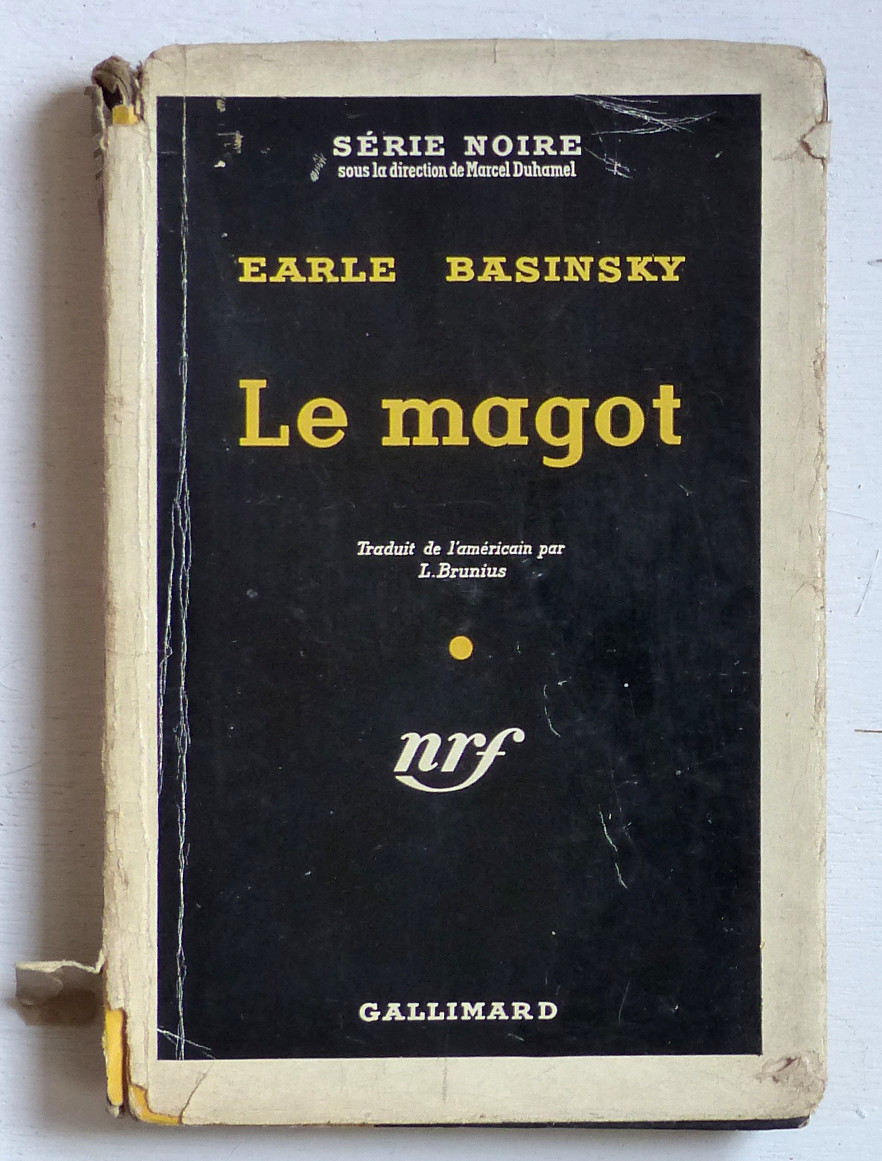 SÉRIE NOIRE
sous la direction de Marcel Duhamel
EARLE BASINSKY
Le magot
Traduit de l'américain par
L. Brunius
nrf
GALLIMARD